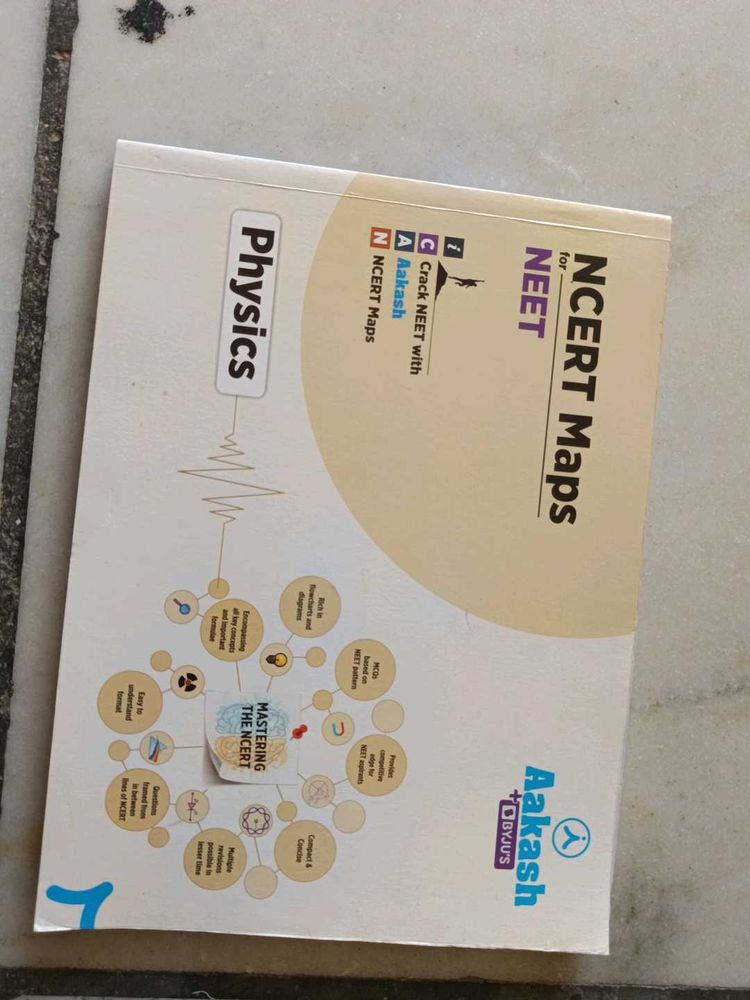 NCERT Maps
for
NEET
i
C Crack NEET with
A Aakash
N NCERT Maps
Physics
Aakash
+ BYJU'S
Rich in
flowcharts and
diagrams
Encompassing
all key concepts
and important
formulae
MCQs
based on
NEET pattern
Provides
competitive
edge for
NEET aspirants
MASTERING
THE NCERT
Easy to
understand
format
Questions
framed from
in between
lines of NCERT
Multiple
revisions
possible in
lesser time
Compact &
Concise